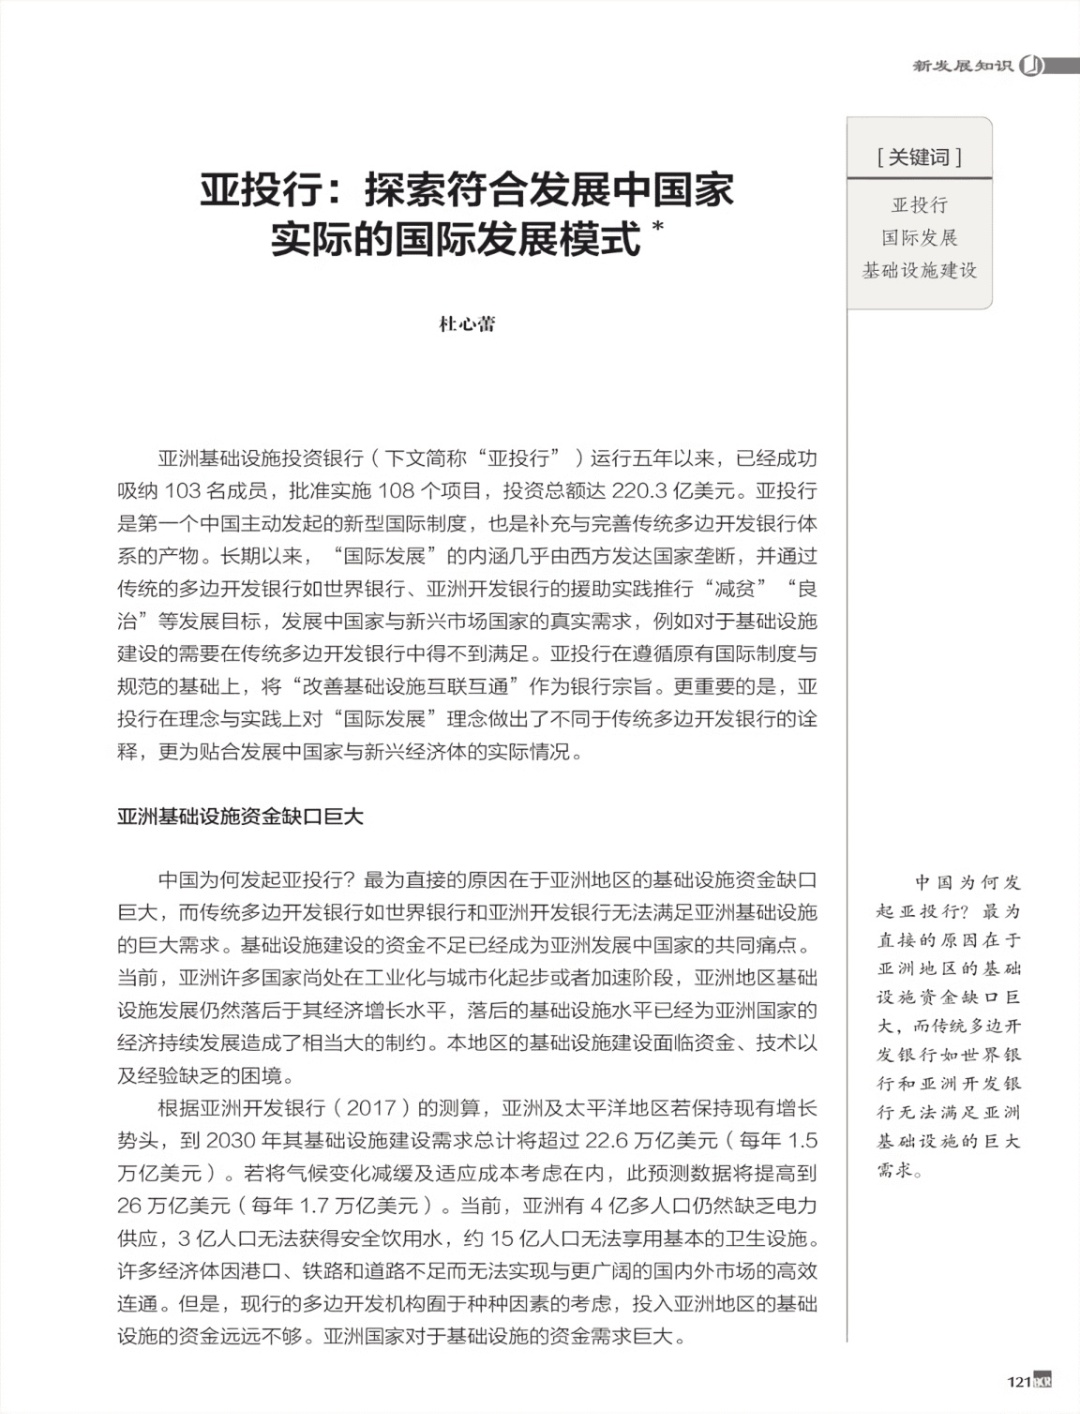 新发展知识
[关键词]
亚投行
国际发展
基础设施建设
亚投行：探索符合发展中国家
实际的国际发展模式*
杜心蕾
亚洲基础设施投资银行（下文简称“亚投行”）运行五年以来，已经成功
吸纳 103 名成员，批准实施 108 个项目，投资总额达 220.3 亿美元。亚投行
是第一个中国主动发起的新型国际制度，也是补充与完善传统多边开发银行体
系的产物。长期以来，“国际发展”的内涵几乎由西方发达国家垄断，并通过
传统的多边开发银行如世界银行、亚洲开发银行的援助实践推行“减贫”“良
治”等发展目标，发展中国家与新兴市场国家的真实需求，例如对于基础设施
建设的需要在传统多边开发银行中得不到满足。亚投行在遵循原有国际制度与
规范的基础上，将“改善基础设施互联互通”作为银行宗旨。更重要的是，亚
投行在理念与实践上对“国际发展”理念做出了不同于传统多边开发银行的诠
释，更为贴合发展中国家与新兴经济体的实际情况。
亚洲基础设施资金缺口巨大
中国为何发起亚投行？最为直接的原因在于亚洲地区的基础设施资金缺口
巨大，而传统多边开发银行如世界银行和亚洲开发银行无法满足亚洲基础设施
的巨大需求。基础设施建设的资金不足已经成为亚洲发展中国家的共同痛点。
当前，亚洲许多国家尚处在工业化与城市化起步或者加速阶段，亚洲地区基础
设施发展仍然落后于其经济增长水平，落后的基础设施水平已经为亚洲国家的
经济持续发展造成了相当大的制约。本地区的基础设施建设面临资金、技术以
及经验缺乏的困境。
根据亚洲开发银行（2017）的测算，亚洲及太平洋地区若保持现有增长
势头，到 2030 年其基础设施建设需求总计将超过 22.6 万亿美元（每年 1.5
万亿美元）。若将气候变化减缓及适应成本考虑在内，此预测数据将提高到
26 万亿美元（每年 1.7 万亿美元）。当前，亚洲有 4 亿多人口仍然缺乏电力
供应，3 亿人口无法获得安全饮用水，约 15 亿人口无法享用基本的卫生设施。
许多经济体因港口、铁路和道路不足而无法实现与更广阔的国内外市场的高效
连通。但是，现行的多边开发机构囿于种种因素的考虑，投入亚洲地区的基础
设施的资金远远不够。亚洲国家对于基础设施的资金需求巨大。
中国为何发
起亚投行？最为
直接的原因在于
亚洲地区的基础
设施资金缺口巨
大，而传统多边开
发银行如世界银
行和亚洲开发银
行无法满足亚洲
基础设施的巨大
需求。
121